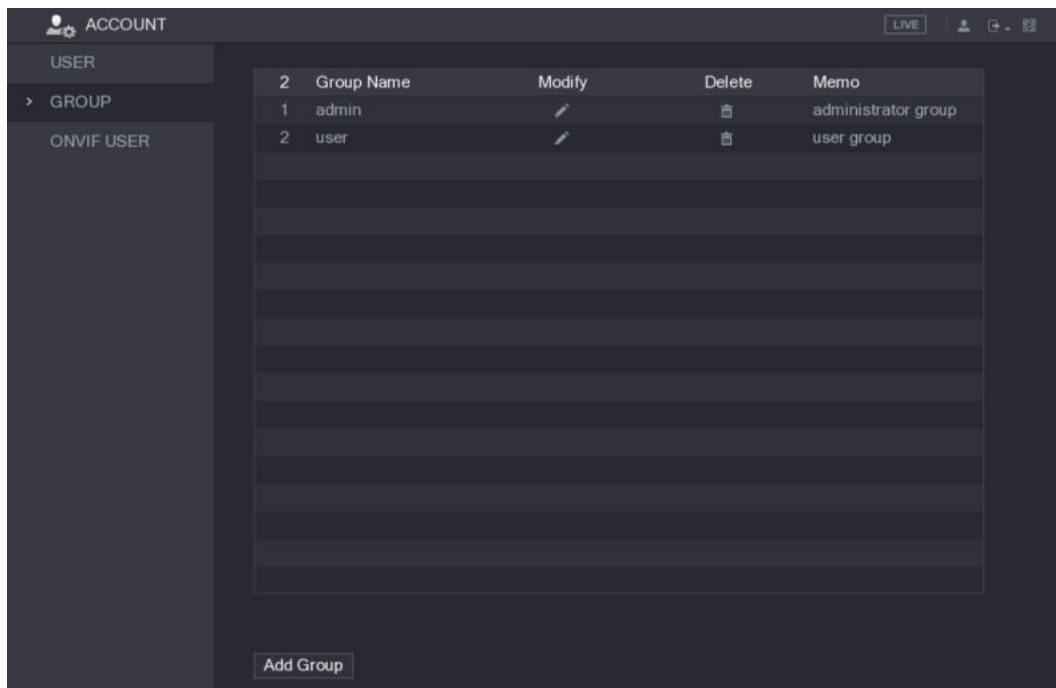 ACCOUNT LIVE
USER
GROUP
ONVIF USER
2 Group Name Modify Delete Memo
1 admin administrator group
2 user user group
Add Group